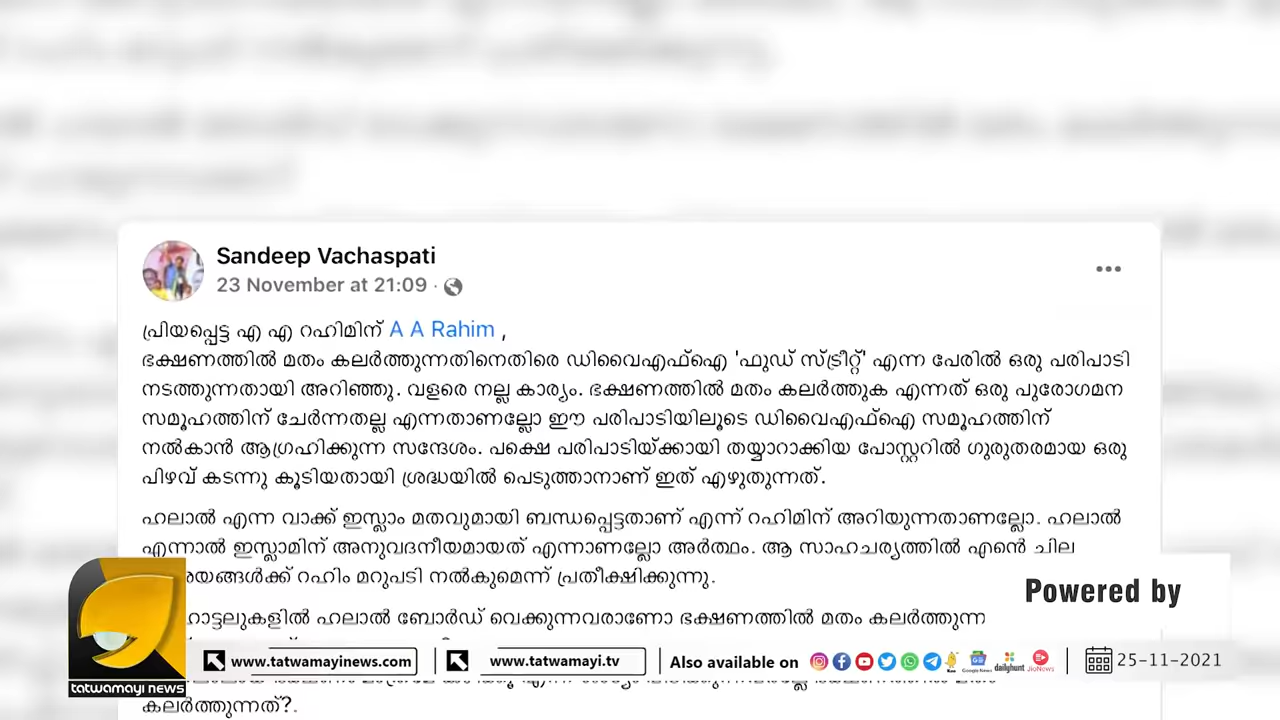 Sandeep Vachaspati
23 November at 21:09 ·
പ്രിയപ്പെട്ട എ എ റഹിമിന് A A Rahim ,
ഭക്ഷണത്തിൽ മതം കലർത്തുന്നതിനെതിരെ ഡിവൈഎഫ്ഐ 'ഫുഡ് സ്ട്രീറ്റ്' എന്ന പേരിൽ ഒരു പരിപാടി
നടത്തുന്നതായി അറിഞ്ഞു. വളരെ നല്ല കാര്യം. ഭക്ഷണത്തിൽ മതം കലർത്തുക എന്നത് ഒരു പുരോഗമന
സമൂഹത്തിന് ചേർന്നതല്ല എന്നതാണല്ലോ ഈ പരിപാടിയിലൂടെ ഡിവൈഎഫ്ഐ സമൂഹത്തിന്
നൽകാൻ ആഗ്രഹിക്കുന്ന സന്ദേശം. പക്ഷെ പരിപാടിയ്ക്കായി തയ്യാറാക്കിയ പോസ്റ്ററിൽ ഗുരുതരമായ ഒരു
പിഴവ് കടന്നു കൂടിയതായി ശ്രദ്ധയിൽ പെടുത്താനാണ് ഇത് എഴുതുന്നത്.
ഹലാൽ എന്ന വാക്ക് ഇസ്ലാം മതവുമായി ബന്ധപ്പെട്ടതാണ് എന്ന് റഹിമിന് അറിയുന്നതാണല്ലോ. ഹലാൽ
എന്നാൽ ഇസ്ലാമിന് അനുവദനീയമായത് എന്നാണല്ലോ അർത്ഥം. ആ സാഹചര്യത്തിൽ എൻെ ചില
റഹിം മറുപടി നൽകുമെന്ന് പ്രതീക്ഷിക്കുന്നു.
ഹലാൽ ബോർഡ് വെക്കുന്നവരാണോ ഭക്ഷണത്തിൽ മതം കലർത്തുന്ന
കലർത്തുന്നത്?.
Powered by
tatwamayi news
www.tatwamayinews.com
www.tatwamayi.tv
Also available on
Google News
dailyhunt
JioNews
25-11-2021